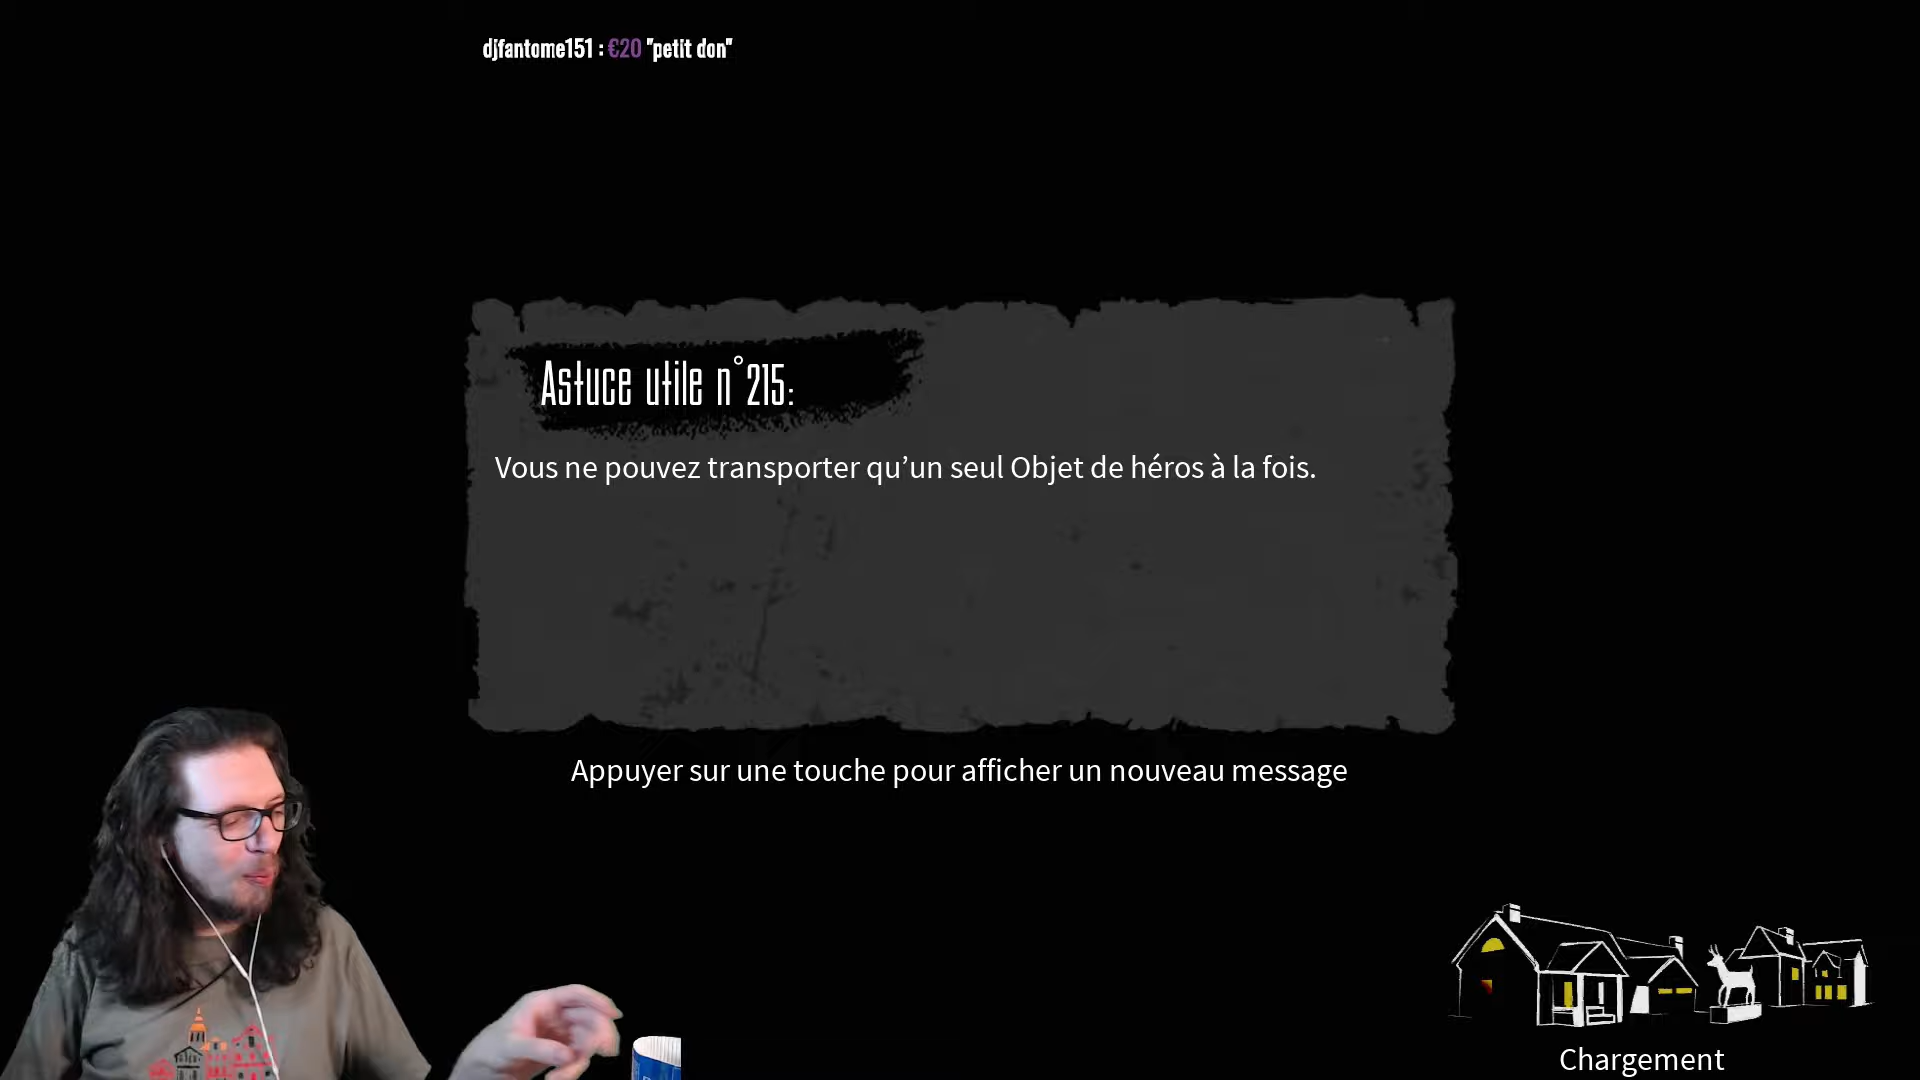 djfantome151 : €20 "petit don"
Astuce utile n°215:
Vous ne pouvez transporter qu’un seul Objet de héros à la fois.
Appuyer sur une touche pour afficher un nouveau message
Chargement